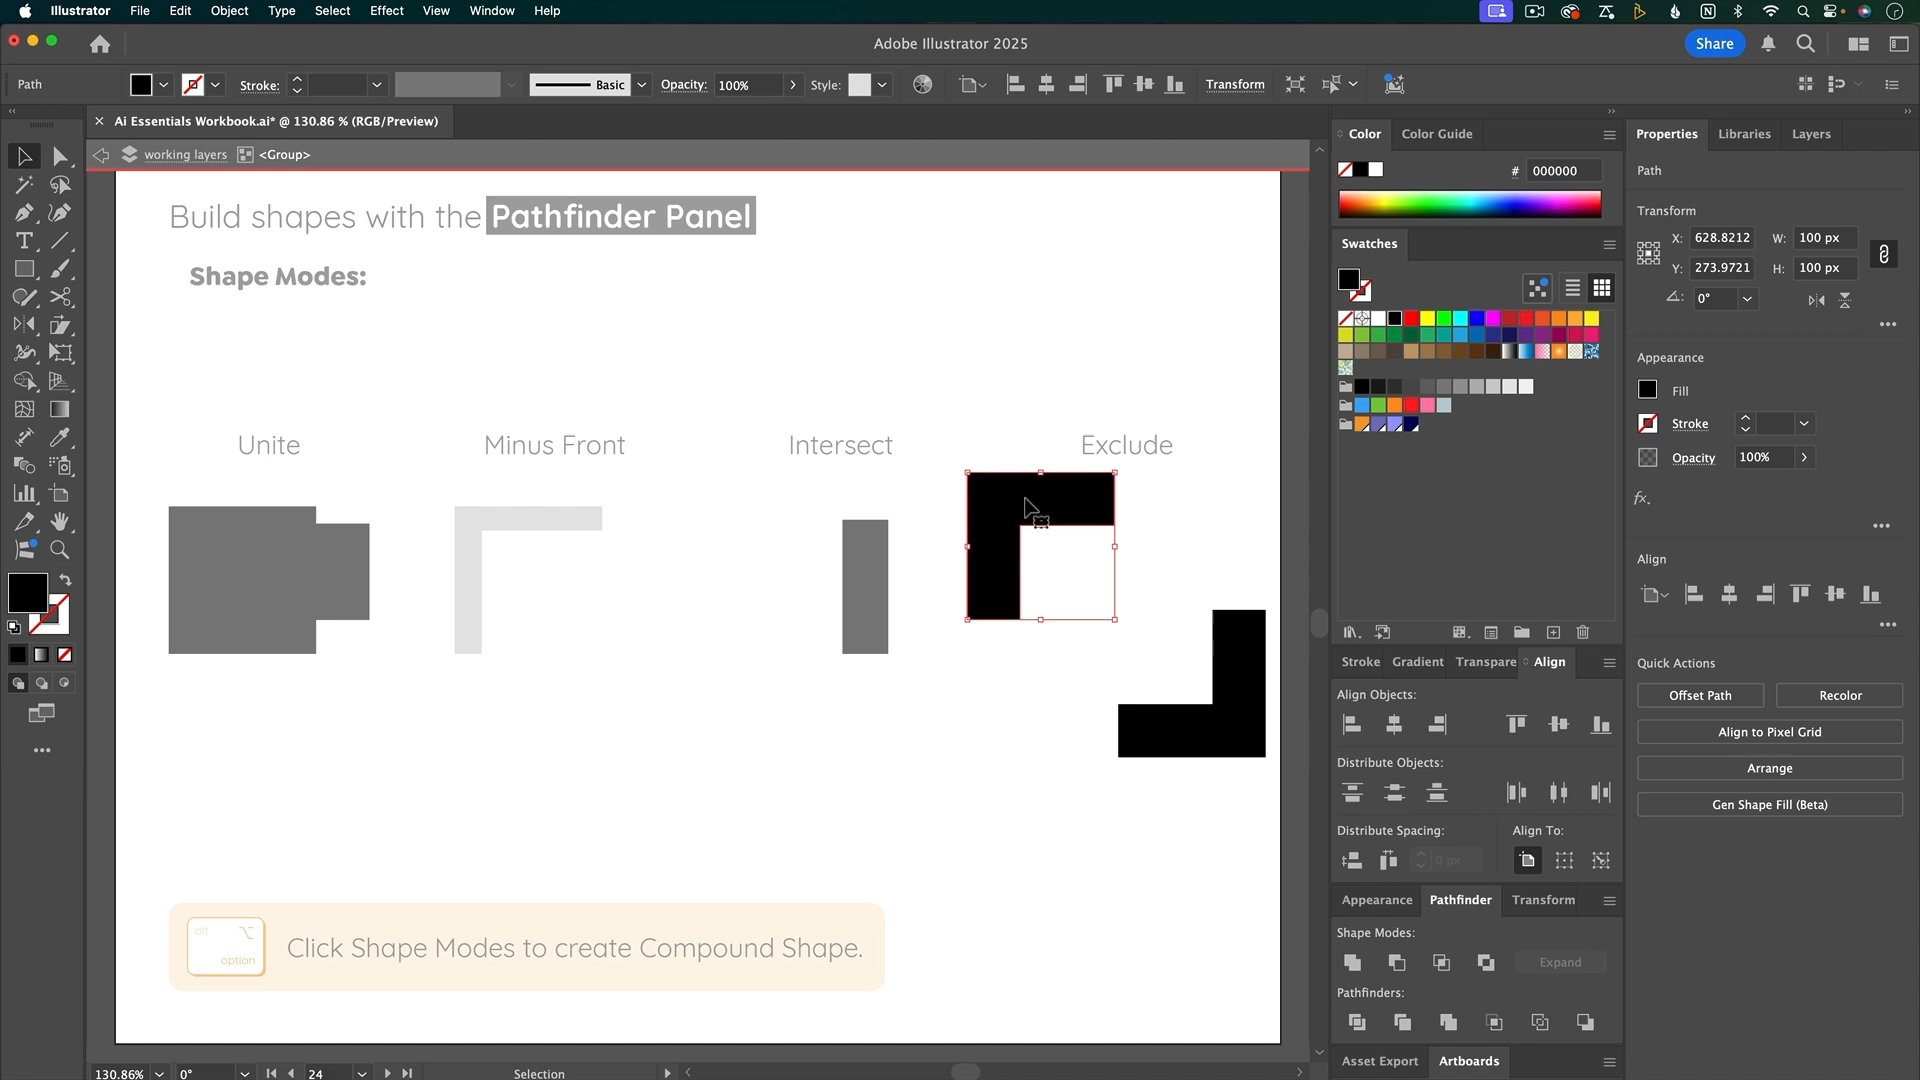 Illustrator File Edit Object Type Select Effect View Window Help
Adobe Illustrator 2025
Share
Path
Stroke:
Basic
Opacity: 100%
Style:
Transform
Ai Essentials Workbook.ai* @ 130.86 % (RGB/Preview)
working layers <Group>
Build shapes with the Pathfinder Panel
Shape Modes:
Unite
Minus Front
Intersect
Exclude
alt
option
Click Shape Modes to create Compound Shape.
130.86%
0°
24
Selection
Color
Color Guide
# 000000
Swatches
Stroke Gradient Transpare Align
Align Objects:
Distribute Objects:
Distribute Spacing:
Align To:
0 px
Appearance Pathfinder Transform
Shape Modes:
Expand
Pathfinders:
Asset Export Artboards
Properties Libraries Layers
Path
Transform
X: 628.8212 W: 100 px
Y: 273.9721 H: 100 px
0°
Appearance
Fill
Stroke
Opacity 100%
fx.
Align
Quick Actions
Offset Path Recolor
Align to Pixel Grid
Arrange
Gen Shape Fill (Beta)